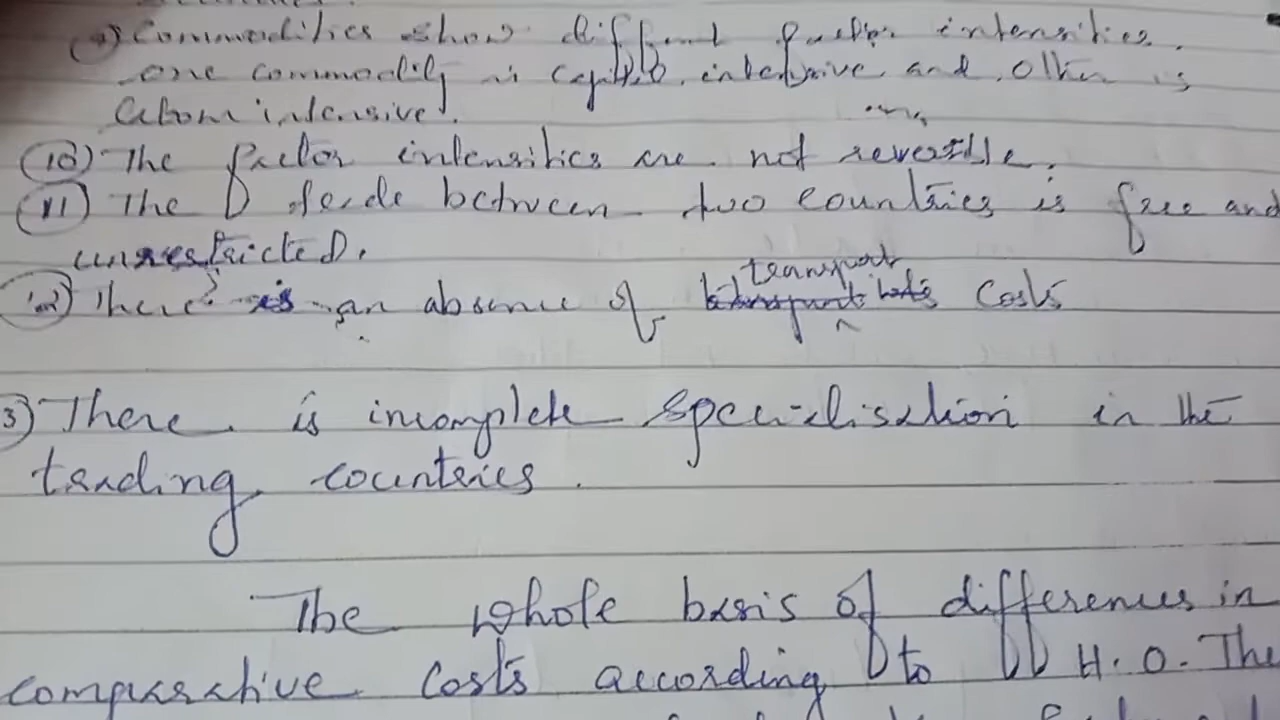 (9) Commodities show different factor intensities.
one commodity is capital intensive and other is
labour intensive.
(10) The factor intensities are not reversible.
(11) The trade between two countries is free and
unrestricted.
(12) There is an absence of transport costs
3) There is incomplete specialisation in the
trading countries.
The whole basis of differences in
comparative costs according to H.O. The